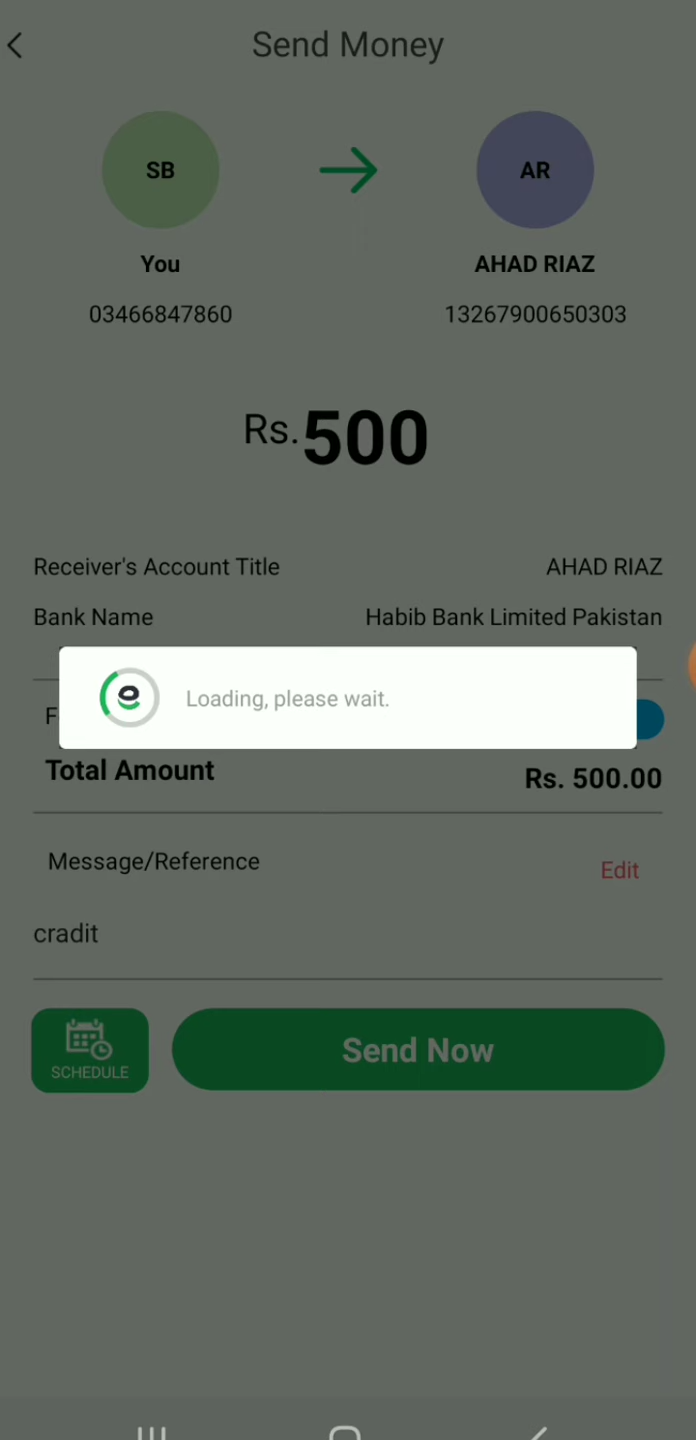 Send Money
SB
AR
You
AHAD RIAZ
03466847860
13267900650303
Rs.500
Receiver's Account Title
AHAD RIAZ
Bank Name
Habib Bank Limited Pakistan
Loading, please wait.
Total Amount
Rs. 500.00
Message/Reference
Edit
cradit
SCHEDULE
Send Now